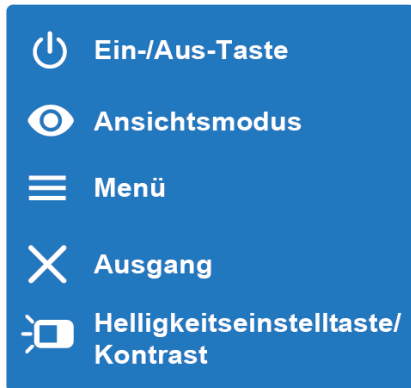 Ein-/Aus-Taste
Ansichtsmodus
Menü
Ausgang
Helligkeitseinstelltaste/
Kontrast